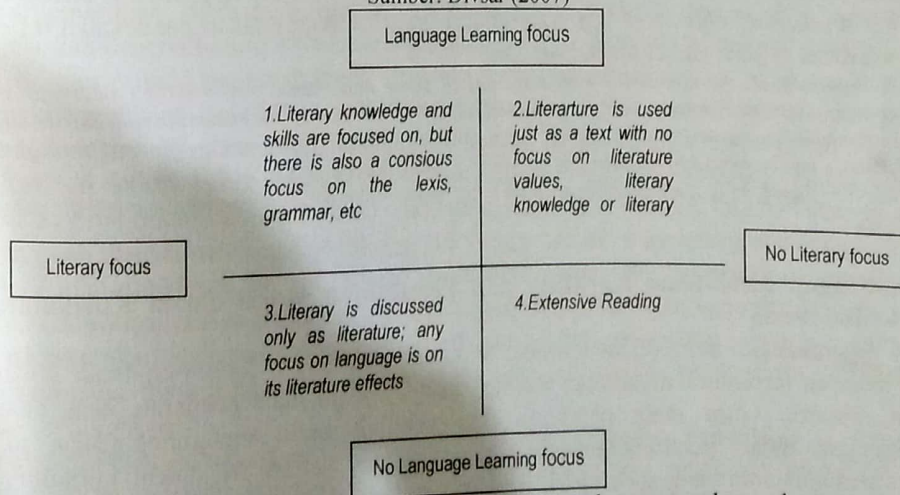 Language Learning focus
1.Literary knowledge and
skills are focused on, but
there is also a consious
focus on the lexis,
grammar, etc
2.Literarture is used
just as a text with no
focus on literature
values, literary
knowledge or literary
Literary focus
No Literary focus
3.Literary is discussed
only as literature; any
focus on language is on
its literature effects
4.Extensive Reading
No Language Learning focus